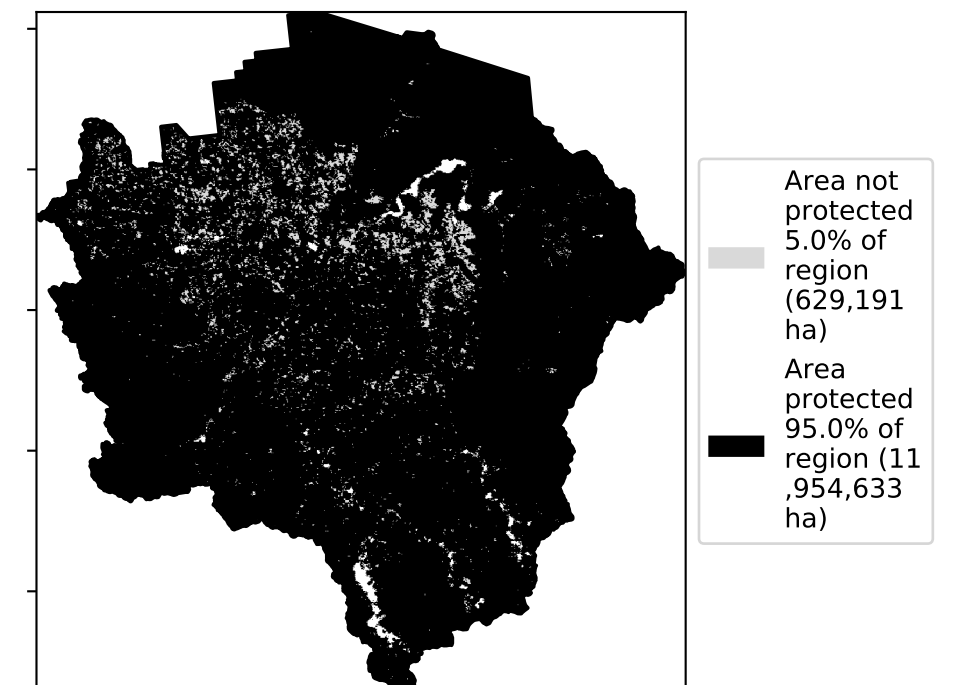 Area not
protected
5.0% of
region
(629,191
ha)
Area
protected
95.0% of
region (11
,954,633
ha)